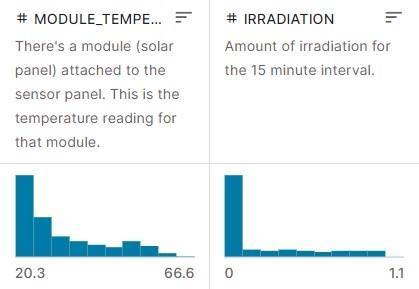 # MODULE_TEMPE...
There's a module (solar
panel) attached to the
sensor panel. This is the
temperature reading for
that module.
20.3 66.6
# IRRADIATION
Amount of irradiation for
the 15 minute interval.
0 1.1